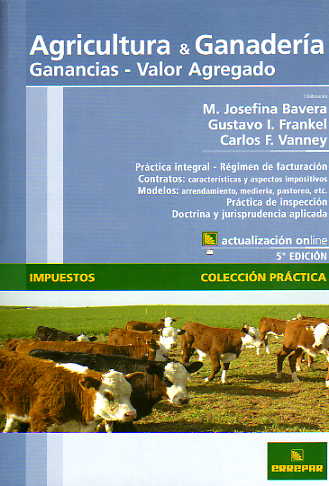 Agricultura & Ganadería
Ganancias - Valor Agregado
M. Josefina Bavera
Gustavo I. Frankel
Carlos F. Vanney
Práctica integral - Régimen de facturación
Contratos: características y aspectos impositivos
Modelos: arrendamiento, mediería, pastoreo, etc.
Práctica de inspección
Doctrina y jurisprudencia aplicada
actualización online
5° EDICIÓN
IMPUESTOS COLECCIÓN PRÁCTICA
ERREPAR